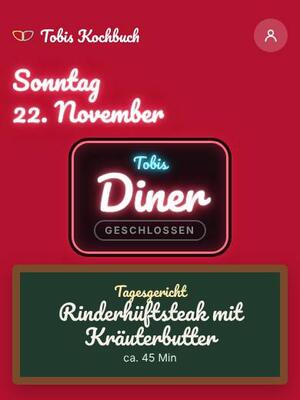 Tobis Kochbuch
Sonntag
22. November
Tobis
Diner
GESCHLOSSEN
Tagesgericht
Rinderhüftsteak mit
Kräuterbutter
ca. 45 Min